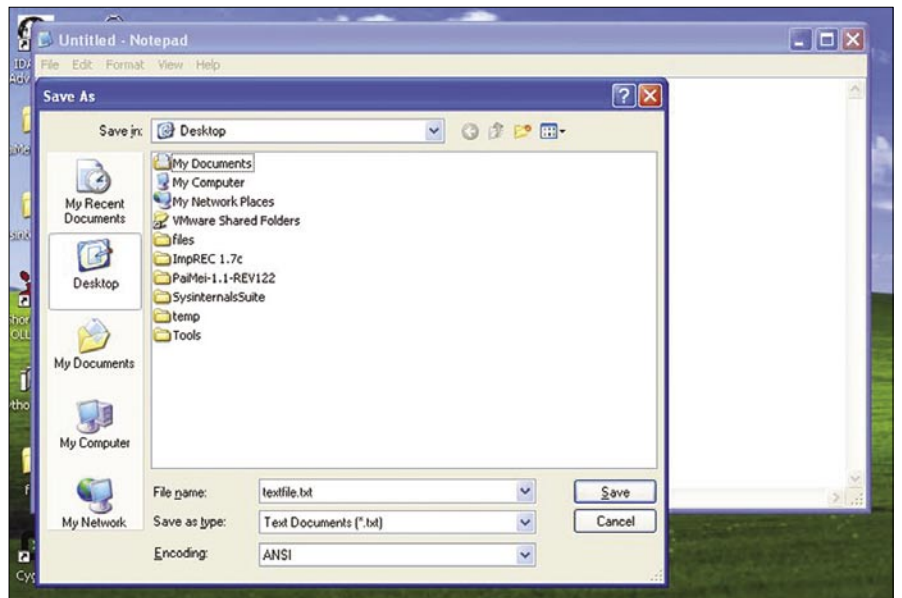 Untitled - Notepad
File Edit Format View Help
Save As
Save in:
Desktop
My Recent
Documents
Desktop
My Documents
My Computer
My Network
My Documents
My Computer
My Network Places
VMware Shared Folders
files
ImpREC 1.7c
PaiMei-1.1-REV122
SysinternalsSuite
temp
Tools
File name:
textfile.txt
Save
Save as type:
Text Documents (*.txt)
Cancel
Encoding:
ANSI